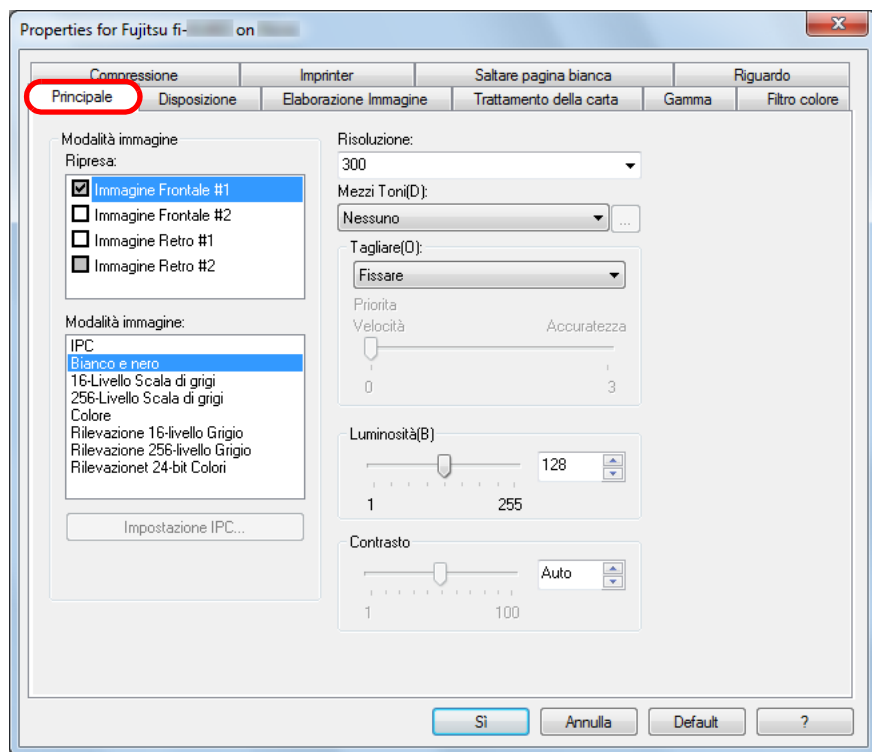 Properties for Fujitsu fi- on
Compressione Imprinter Saltare pagina bianca Riguardo
Principale Disposizione Elaborazione Immagine Trattamento della carta Gamma Filtro colore
Modalità immagine
Ripresa:
Immagine Frontale #1
Immagine Frontale #2
Immagine Retro #1
Immagine Retro #2
Modalità immagine:
IPC
Bianco e nero
16-Livello Scala di grigi
256-Livello Scala di grigi
Colore
Rilevazione 16-livello Grigio
Rilevazione 256-livello Grigio
Rilevazionet 24-bit Colori
Impostazione IPC...
Risoluzione:
300
Mezzi Toni(D):
Nessuno ...
Tagliare(O):
Fissare
Priorita
Velocità Accuratezza
0 3
Luminosità(B)
128
1 255
Contrasto
Auto
1 100
Sì Annulla Default ?